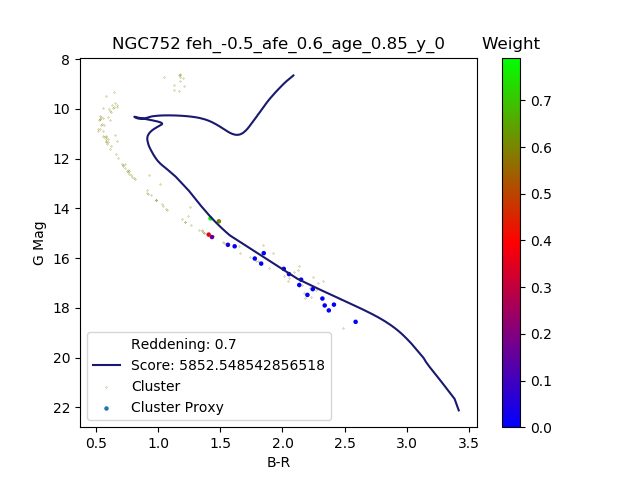 NGC752 feh_-0.5_afe_0.6_age_0.85_y_0
Weight
8
10
12
14
16
18
20
22
G Mag
0.5
1.0
1.5
2.0
2.5
3.0
3.5
B-R
Reddening: 0.7
Score: 5852.548542856518
Cluster
Cluster Proxy
0.7
0.6
0.5
0.4
0.3
0.2
0.1
0.0